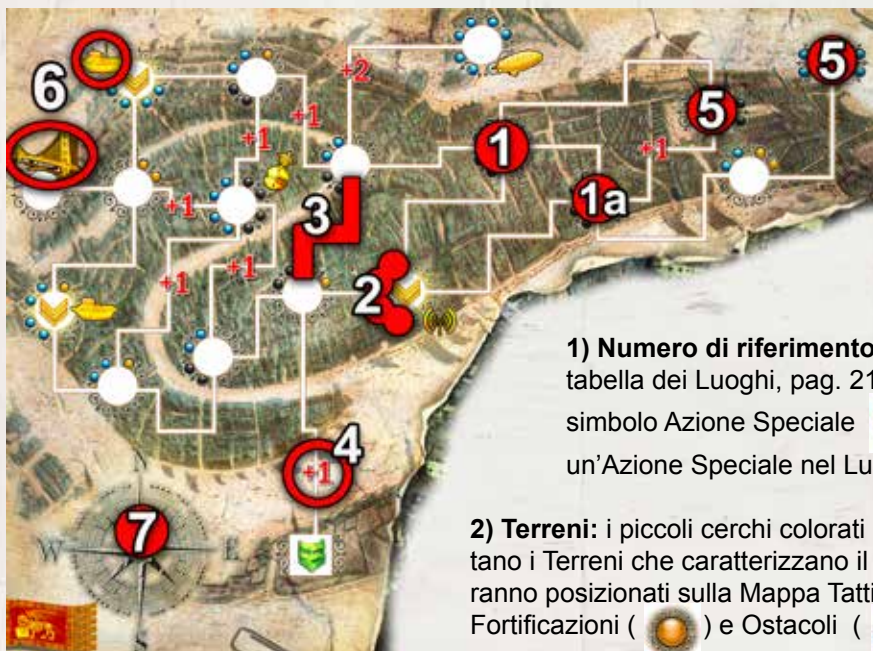 +2
5
5
6
+1
+1
1
+1
+1
1a
3
+1
+1
2
1) Numero di riferimento
tabella dei Luoghi, pag. 21
simbolo Azione Speciale
un'Azione Speciale nel Lu
4
+1
N
7
W
E
2) Terreni: i piccoli cerchi colorati
tano i Terreni che caratterizzano il
ranno posizionati sulla Mappa Tatti
Fortificazioni ( ) e Ostacoli (